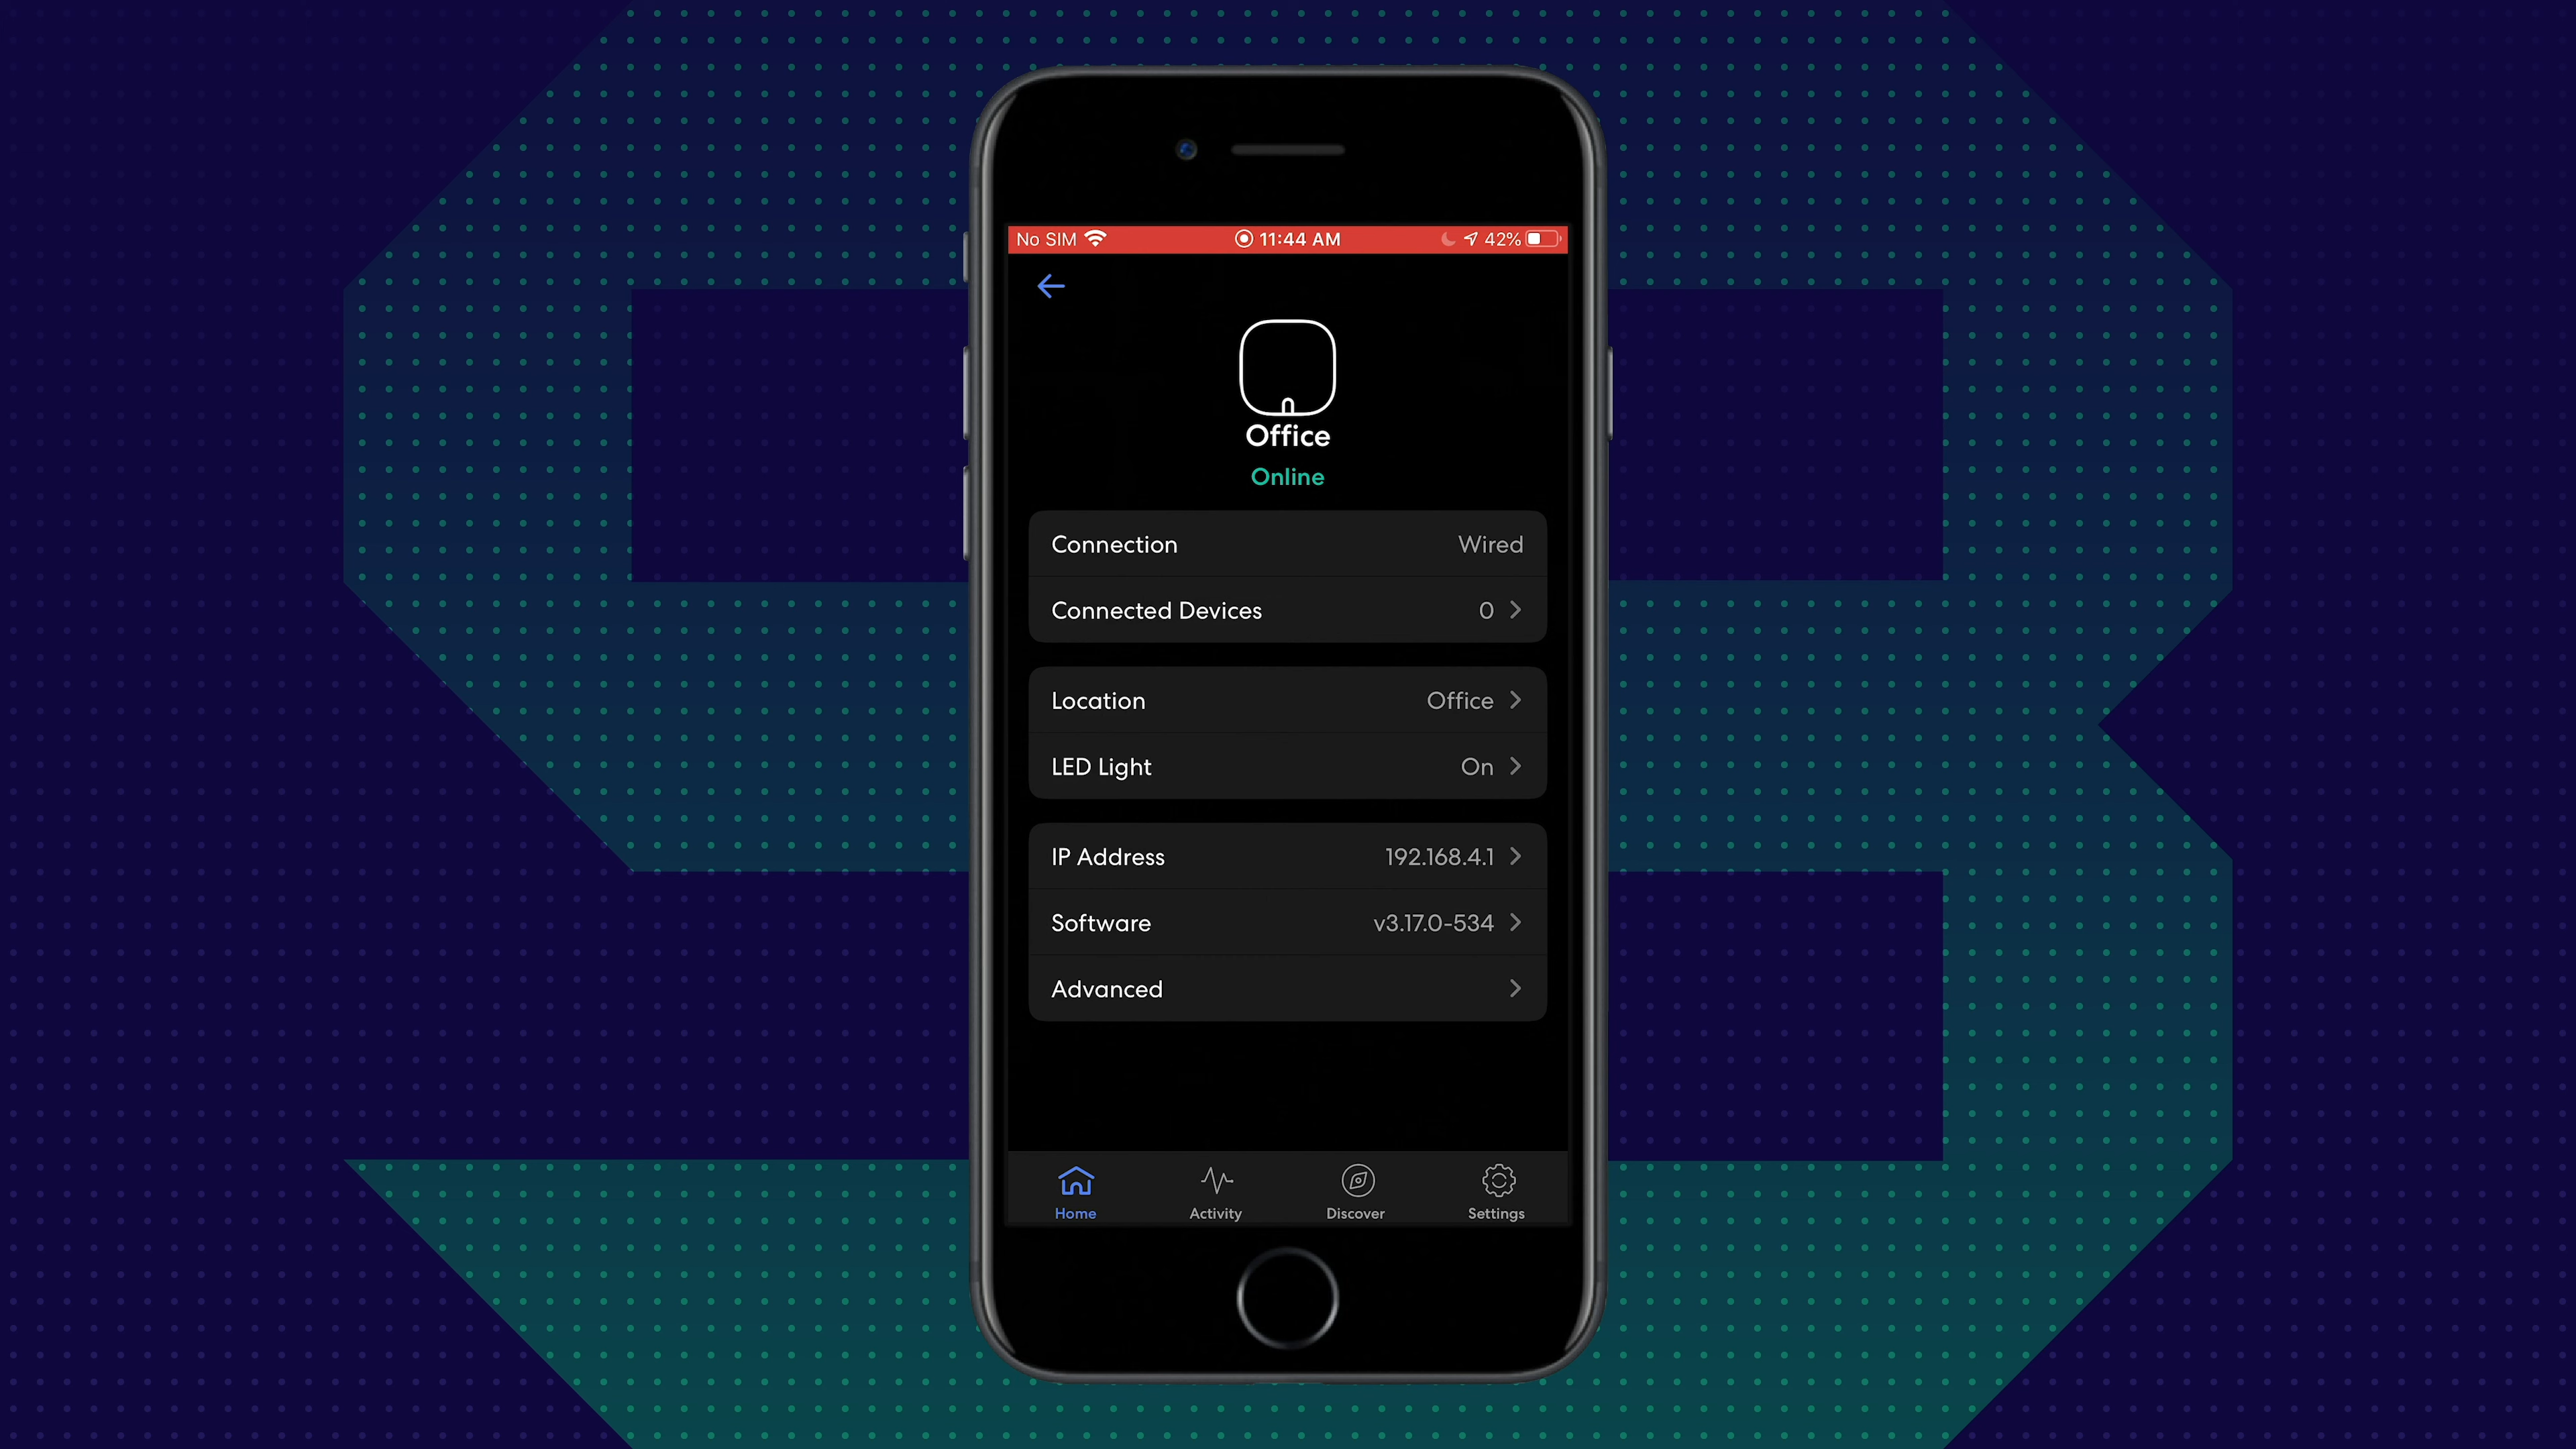 No SIM 11:44 AM 42%
Office
Online
Connection Wired
Connected Devices 0
Location Office
LED Light On
IP Address 192.168.4.1
Software v3.17.0-534
Advanced
Home Activity Discover Settings